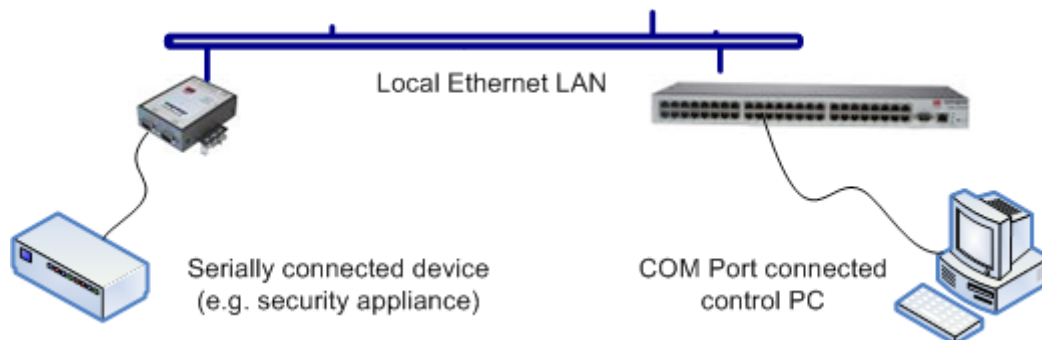 Local Ethernet LAN
Serially connected device
(e.g. security appliance)
COM Port connected
control PC